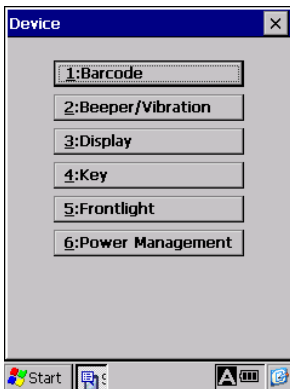 Device
1:Barcode
2:Beeper/Vibration
3:Display
4:Key
5:Frontlight
6:Power Management
Start
A